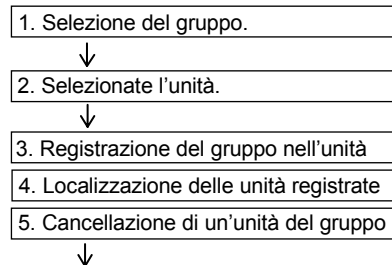 1. Selezione del gruppo.
2. Selezionate l'unità.
3. Registrazione del gruppo nell'unità
4. Localizzazione delle unità registrate
5. Cancellazione di un'unità del gruppo